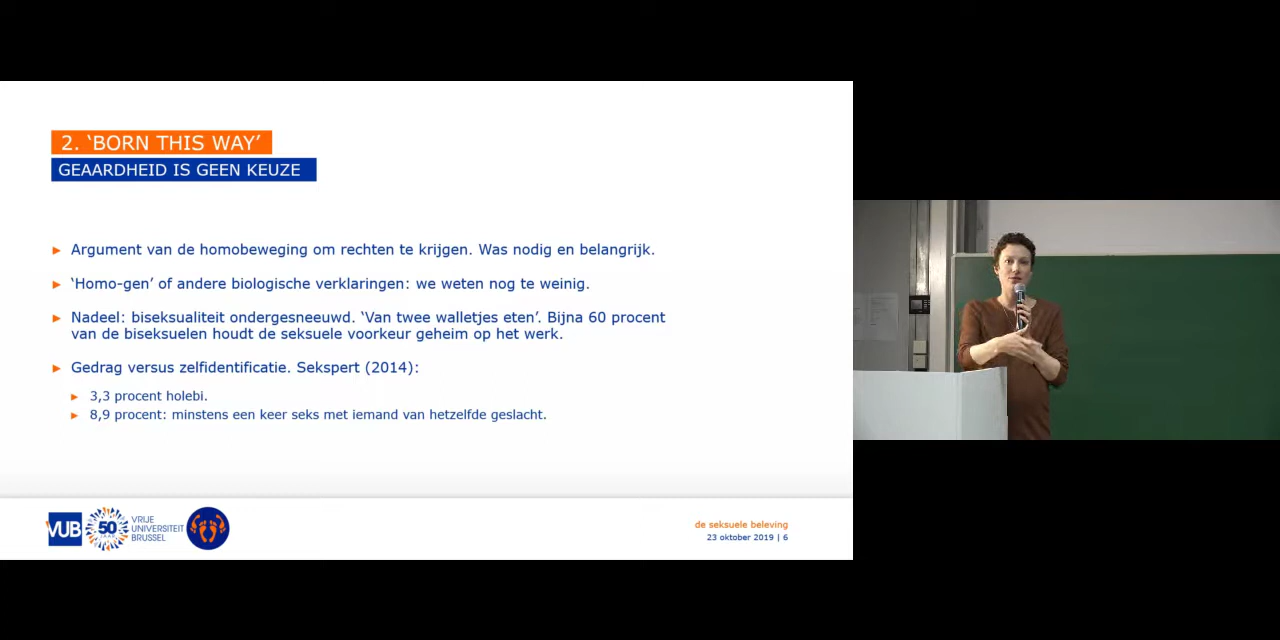 2. ‘BORN THIS WAY’
GEAARDHEID IS GEEN KEUZE
Argument van de homobeweging om rechten te krijgen. Was nodig en belangrijk.
‘Homo-gen’ of andere biologische verklaringen: we weten nog te weinig.
Nadeel: biseksualiteit ondergesneeuwd. ‘Van twee walletjes eten’. Bijna 60 procent
van de biseksuelen houdt de seksuele voorkeur geheim op het werk.
Gedrag versus zelfidentificatie. Sekspert (2014):
3,3 procent holebi.
8,9 procent: minstens een keer seks met iemand van hetzelfde geslacht.
VUB
50
JAAR
VRIJE
UNIVERSITEIT
BRUSSEL
de seksuele beleving
23 oktober 2019 | 6